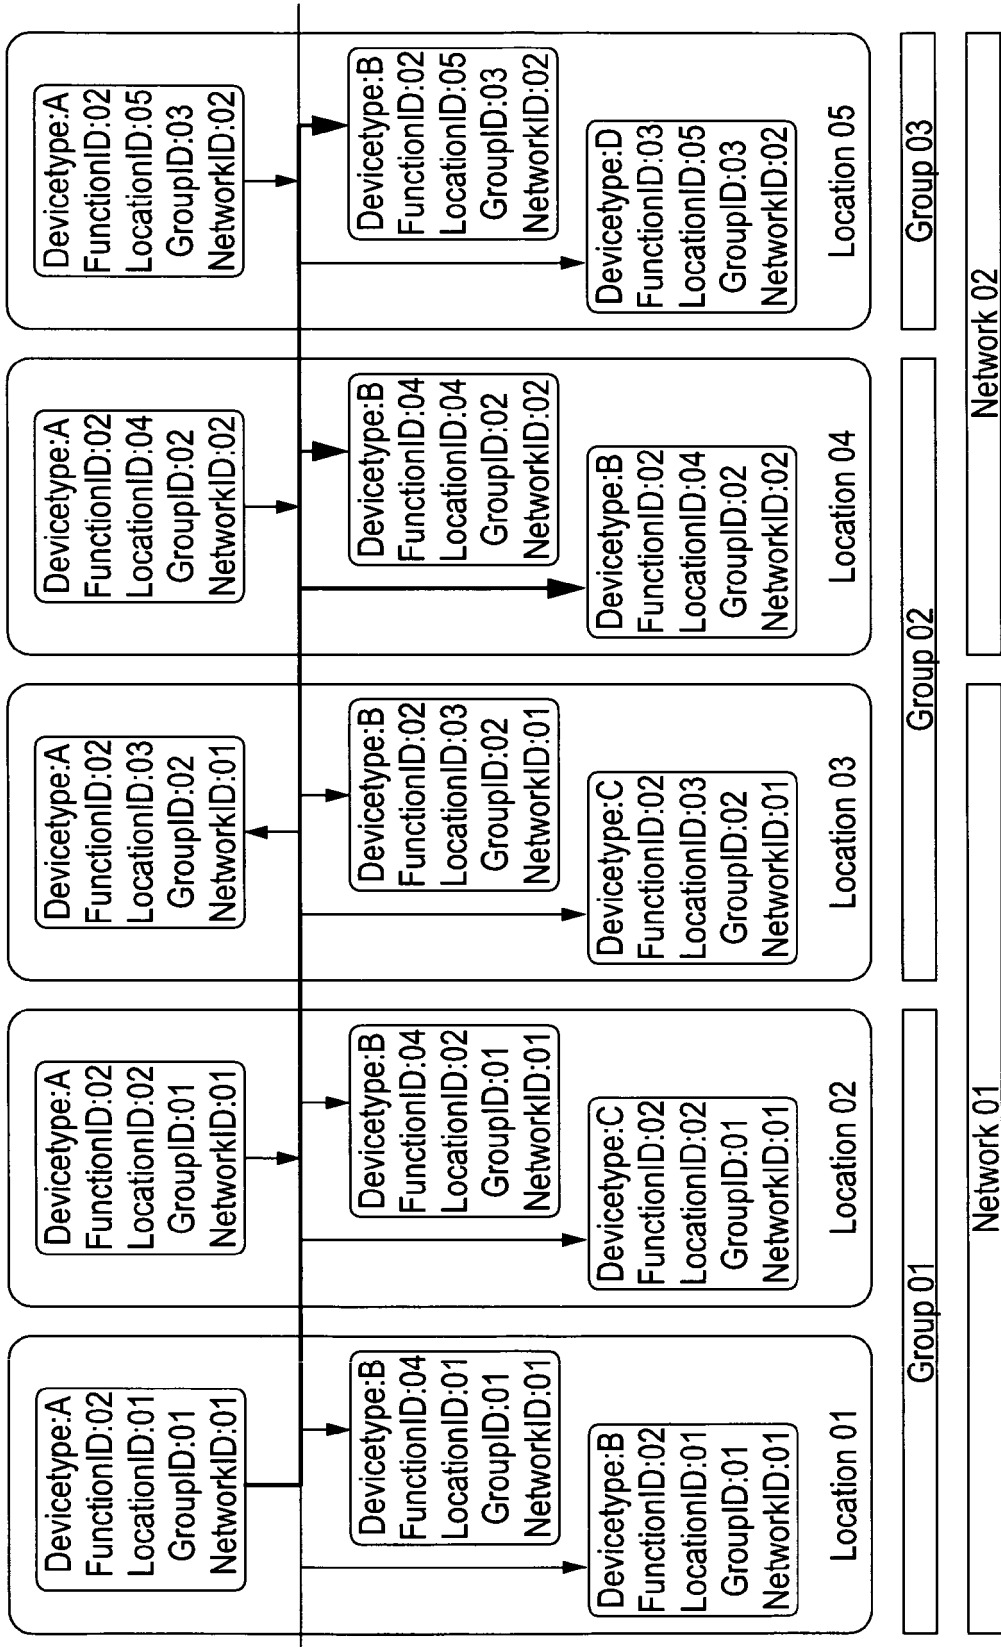 Devicetype:A
FunctionID:02
LocationID:01
GroupID:01
NetworkID:01
Devicetype:B
FunctionID:04
LocationID:01
GroupID:01
NetworkID:01
Devicetype:B
FunctionID:02
LocationID:01
GroupID:01
NetworkID:01
Location 01
Devicetype:A
FunctionID:02
LocationID:02
GroupID:01
NetworkID:01
Devicetype:B
FunctionID:04
LocationID:02
GroupID:01
NetworkID:01
Devicetype:C
FunctionID:02
LocationID:02
GroupID:01
NetworkID:01
Location 02
Devicetype:A
FunctionID:02
LocationID:03
GroupID:02
NetworkID:01
Devicetype:B
FunctionID:02
LocationID:03
GroupID:02
NetworkID:01
Devicetype:C
FunctionID:02
LocationID:03
GroupID:02
NetworkID:01
Location 03
Devicetype:A
FunctionID:02
LocationID:04
GroupID:02
NetworkID:02
Devicetype:B
FunctionID:04
LocationID:04
GroupID:02
NetworkID:02
Devicetype:B
FunctionID:02
LocationID:04
GroupID:02
NetworkID:02
Location 04
Devicetype:A
FunctionID:02
LocationID:05
GroupID:03
NetworkID:02
Devicetype:B
FunctionID:02
LocationID:05
GroupID:03
NetworkID:02
Devicetype:D
FunctionID:03
LocationID:05
GroupID:03
NetworkID:02
Location 05
Group 01
Group 02
Group 03
Network 01
Network 02